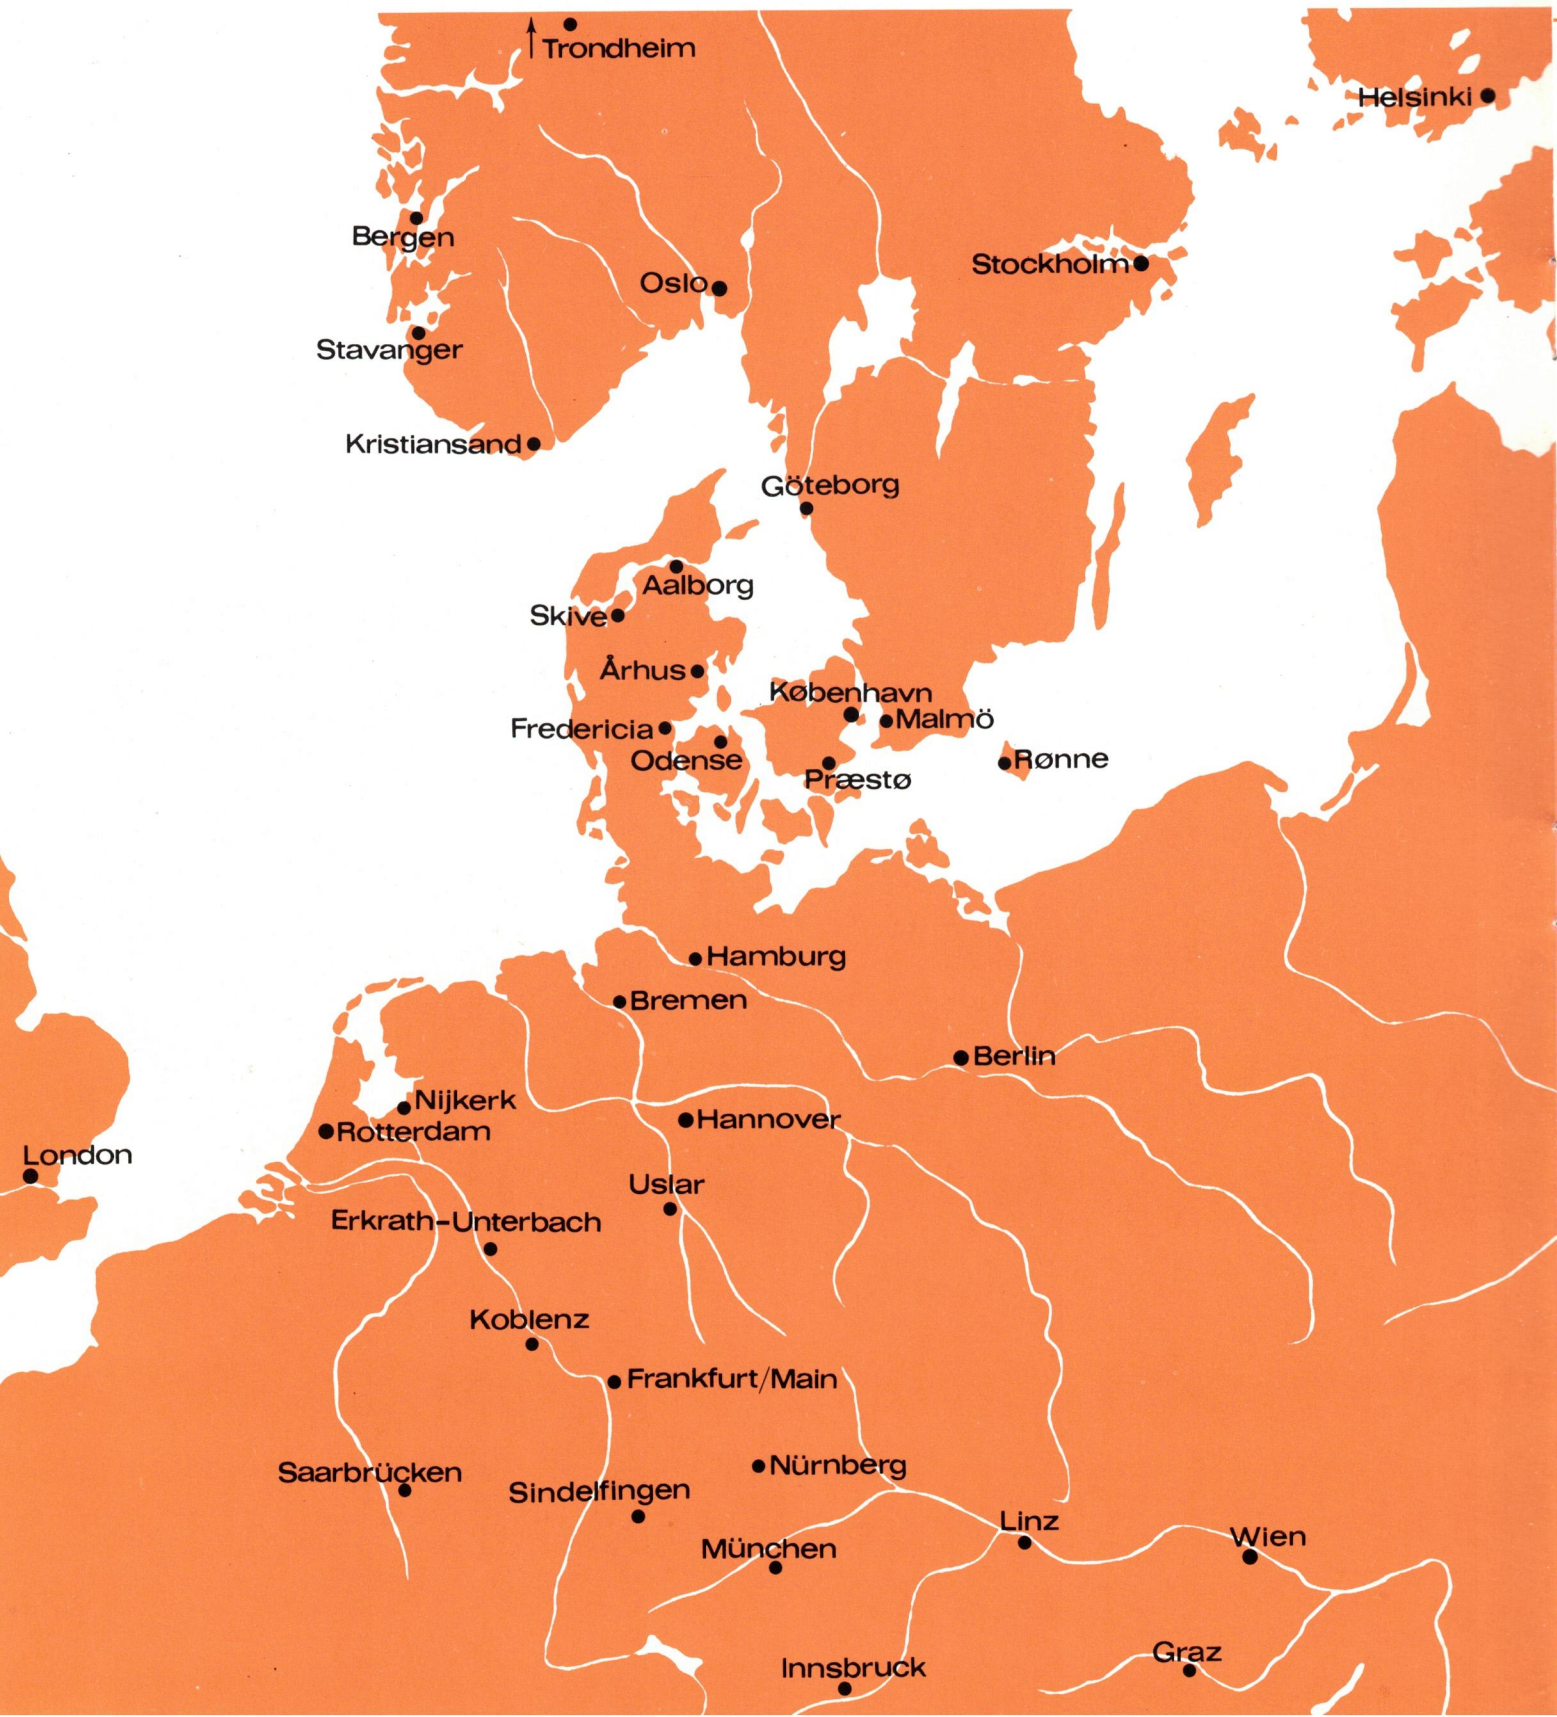 Trondheim
Helsinki
Bergen
Stockholm
Oslo
Stavanger
Kristiansand
Göteborg
Aalborg
Skive
Århus
København
Malmö
Fredericia
Odense
Rønne
Præstø
Hamburg
Bremen
Berlin
Nijkerk
Hannover
Rotterdam
London
Uslar
Erkrath-Unterbach
Koblenz
Frankfurt/Main
Nürnberg
Saarbrücken
Sindelfingen
Linz
Wien
München
Graz
Innsbruck